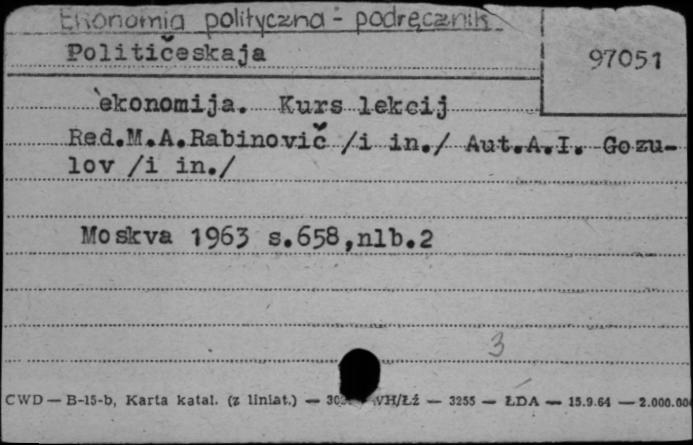 Ekonomia polityczna - podręcznik
Političeskaja
97051
èkonomija. Kurs lekcij
Red.M.A.Rabinovič /i in./ Aut.A.I. Gozu-
lov /i in./
Moskva 1963 s.658,nlb.2
3
CWD — B-15-b, Karta katal. (z liniat.) — WH/Łź — 3255 — ŁDA — 15.9.64 — 2.000.00